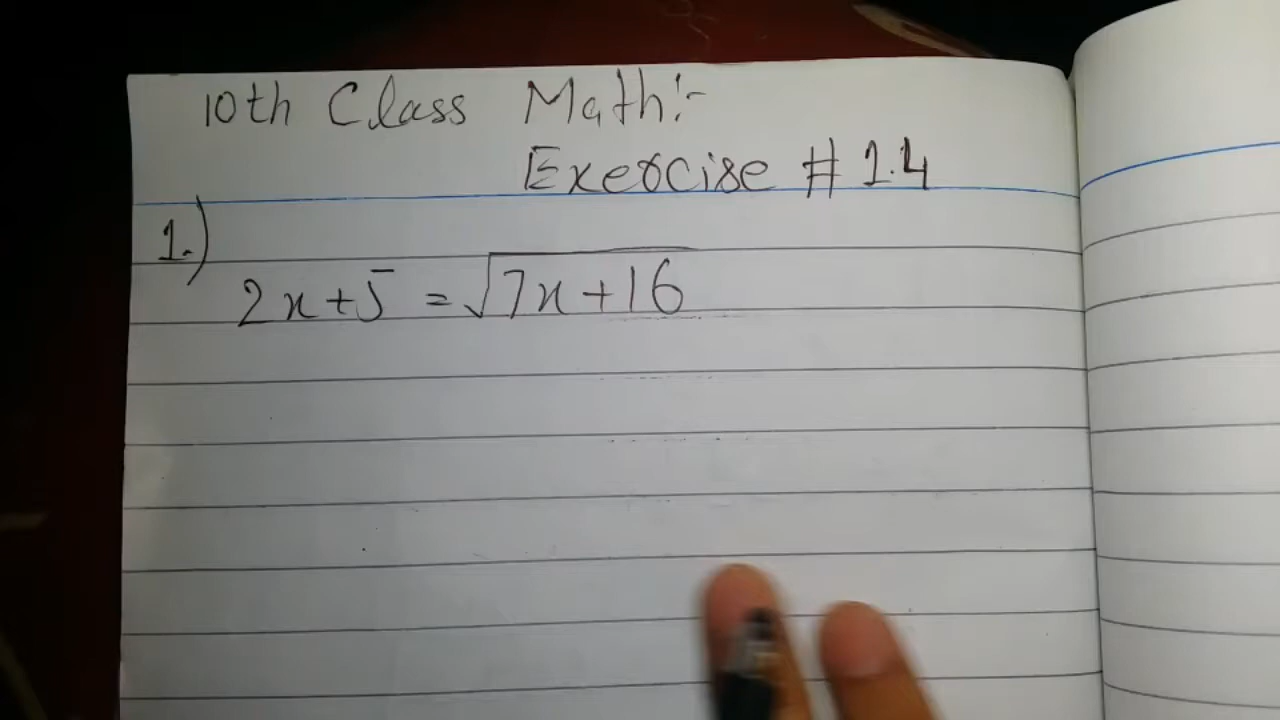 10th Class Math:-
Exercise # 1.4
1.)
2x+5 = √7x+16